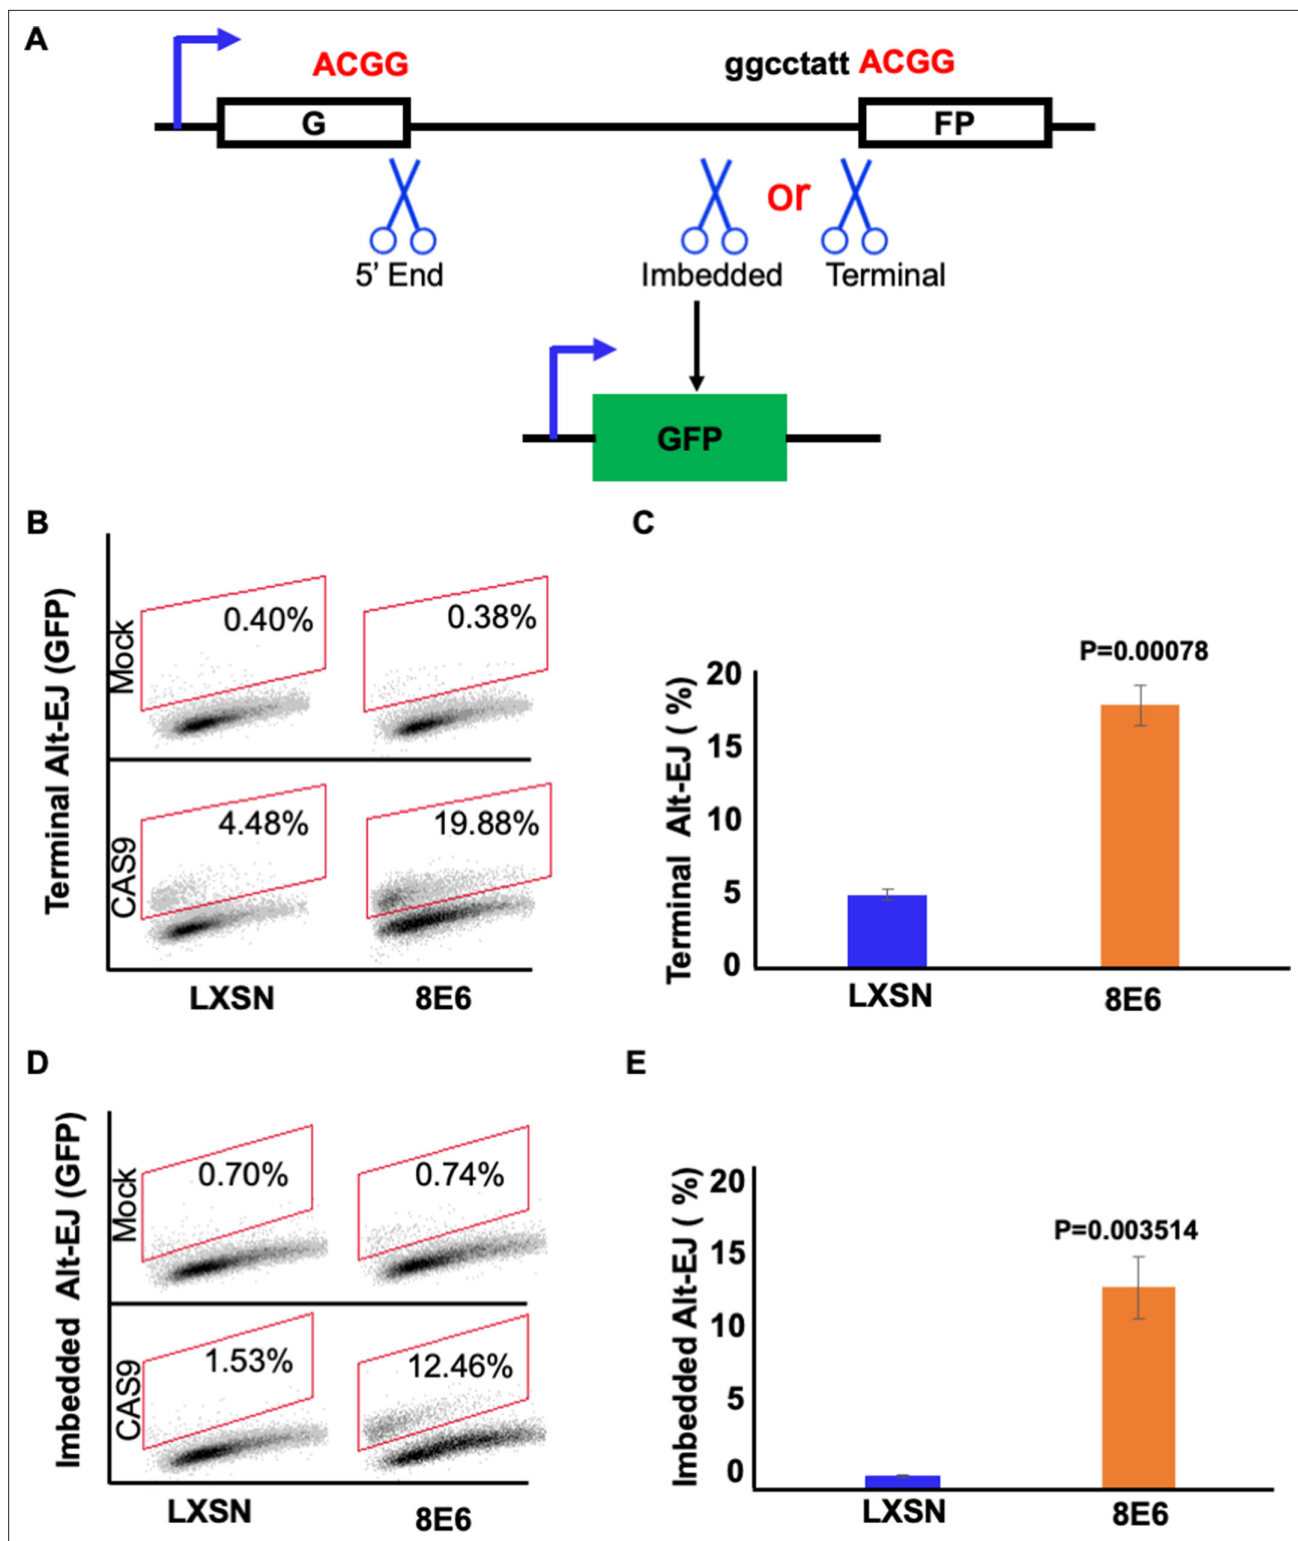 A
ACGG
ggcctatt ACGG
G
FP
or
5' End
Imbedded
Terminal
GFP
B
Terminal Alt-EJ (GFP)
Mock
0.40%
0.38%
CAS9
4.48%
19.88%
LXSN
8E6
C
P=0.00078
Terminal Alt-EJ ( %)
20
15
10
5
0
LXSN
8E6
D
Imbedded Alt-EJ (GFP)
Mock
0.70%
0.74%
CAS9
1.53%
12.46%
LXSN
8E6
E
P=0.003514
Imbedded Alt-EJ ( %)
20
15
10
5
0
LXSN
8E6